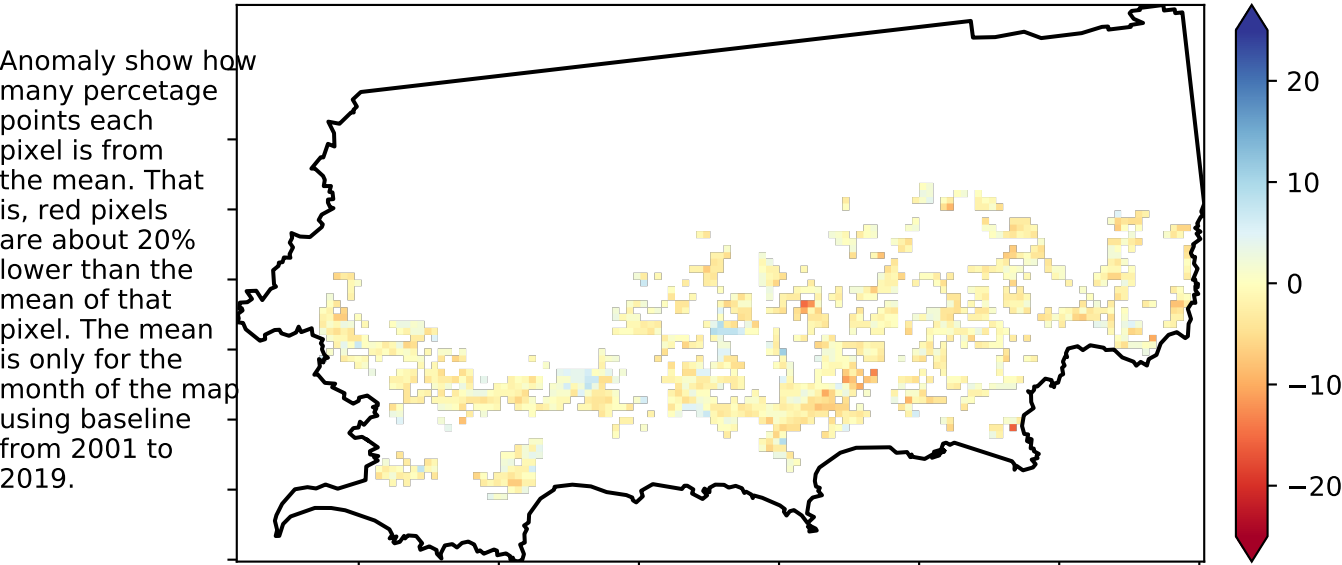 Anomaly show how
many percetage
points each
pixel is from
the mean. That
is, red pixels
are about 20%
lower than the
mean of that
pixel. The mean
is only for the
month of the map
using baseline
from 2001 to
2019.
20
10
0
−10
−20